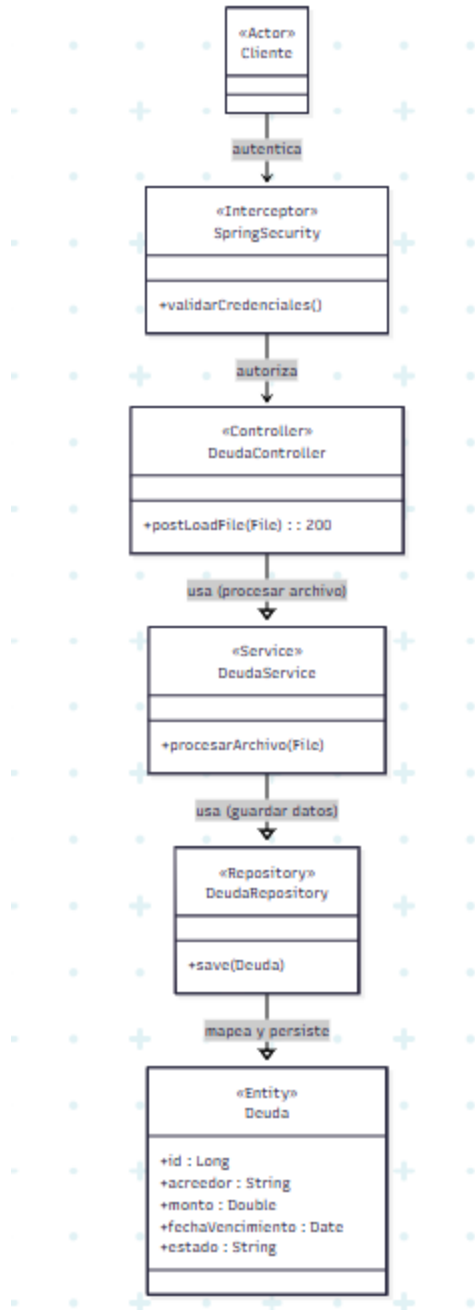 «Actor»
Cliente
autentica
«Interceptor»
SpringSecurity
+validarCredenciales()
autoriza
«Controller»
DeudaController
+postLoadFile(File) : : 200
usa (procesar archivo)
«Service»
DeudaService
+procesarArchivo(File)
usa (guardar datos)
«Repository»
DeudaRepository
+save(Deuda)
mapea y persiste
«Entity»
Deuda
+id : Long
+acreedor : String
+monto : Double
+fechaVencimiento : Date
+estado : String